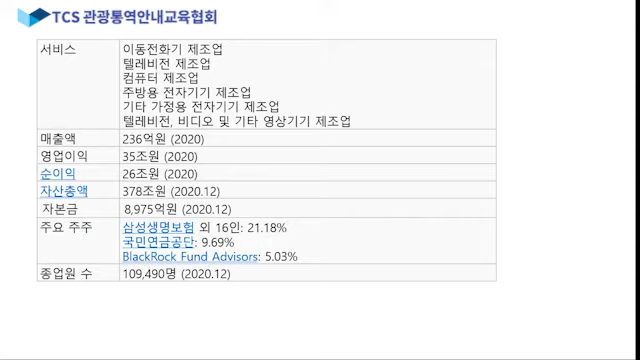 TCS 관광통역안내교육협회
서비스
이동전화기 제조업
텔레비전 제조업
컴퓨터 제조업
주방용 전자기기 제조업
기타 가정용 전자기기 제조업
텔레비전, 비디오 및 기타 영상기기 제조업
매출액 236억원 (2020)
영업이익 35조원 (2020)
순이익 26조원 (2020)
자산총액 378조원 (2020.12)
자본금 8,975억원 (2020.12)
주요 주주 삼성생명보험 외 16인: 21.18%
국민연금공단: 9.69%
BlackRock Fund Advisors: 5.03%
종업원 수 109,490명 (2020.12)